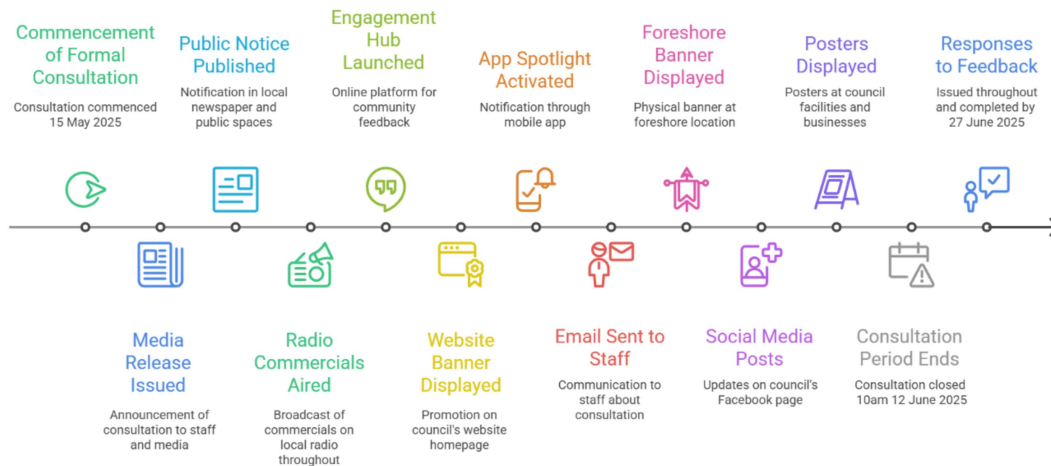 Commencement
of Formal
Consultation
Consultation commenced
15 May 2025
Public Notice
Published
Notification in local
newspaper and
public spaces
Engagement
Hub
Launched
Online platform for
community
feedback
App Spotlight
Activated
Notification through
mobile app
Foreshore
Banner
Displayed
Physical banner at
foreshore location
Posters
Displayed
Posters at council
facilities and
businesses
Responses
to Feedback
Issued throughout
and completed by
27 June 2025
Media
Release
Issued
Announcement of
consultation to staff
and media
Radio
Commercials
Aired
Broadcast of
commercials on
local radio
throughout
Website
Banner
Displayed
Promotion on
council's website
homepage
Email Sent to
Staff
Communication to
staff about
consultation
Social Media
Posts
Updates on council's
Facebook page
Consultation
Period Ends
Consultation closed
10am 12 June 2025